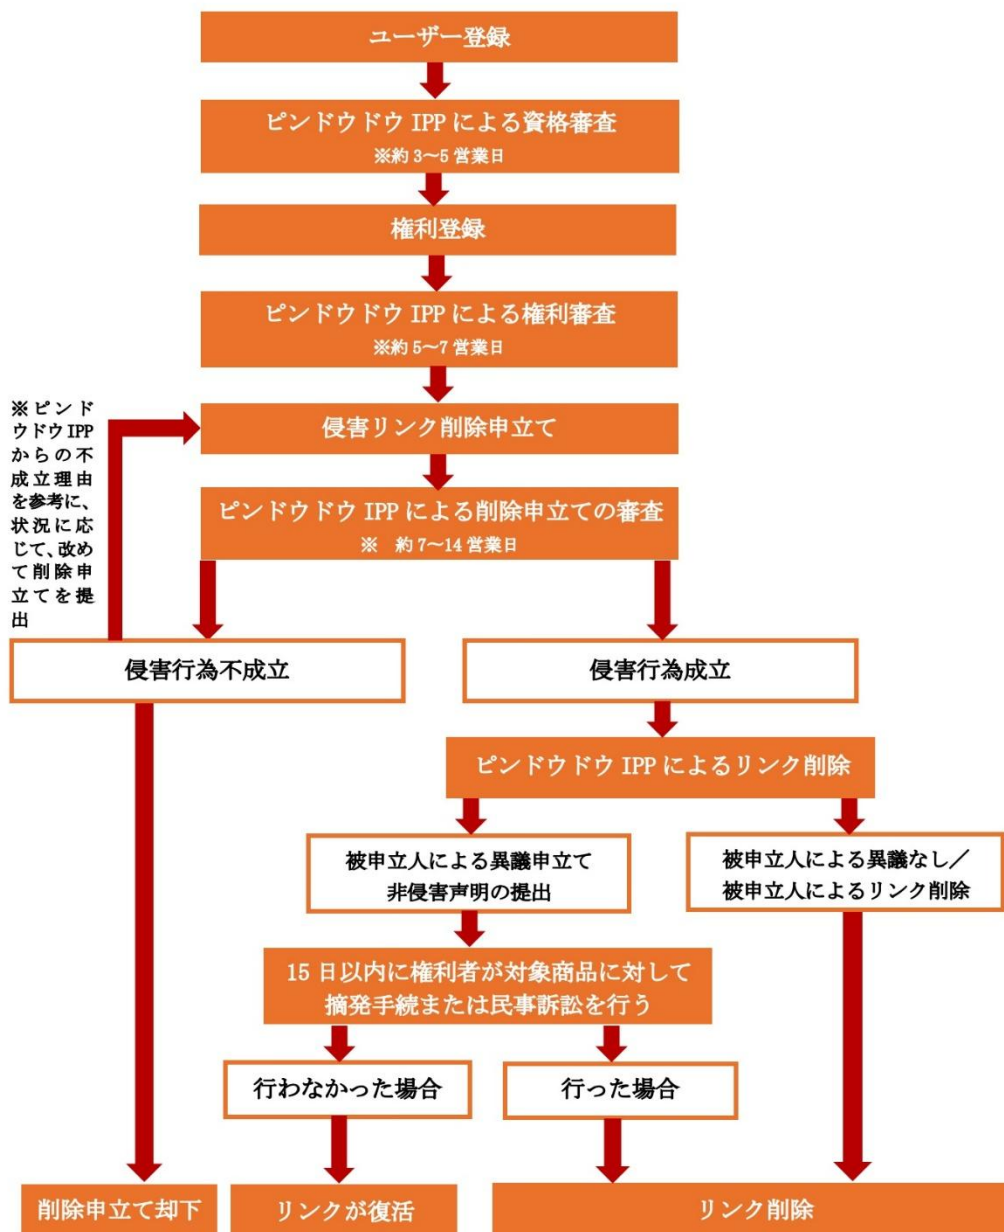 ユーザー登録
ピンドウドウ IPP による資格審査
※約 3～5 営業日
権利登録
ピンドウドウ IPP による権利審査
※約 5～7 営業日
※ピンド
ウドウ IPP
からの不
成立理由
を参考に、
状況に応
じて、改め
て削除申
立てを提
出
侵害リンク削除申立て
ピンドウドウ IPP による削除申立ての審査
※　約 7～14 営業日
侵害行為不成立
侵害行為成立
ピンドウドウ IPP によるリンク削除
被申立人による異議申立て
非侵害声明の提出
被申立人による異議なし／
被申立人によるリンク削除
15 日以内に権利者が対象商品に対して
摘発手続または民事訴訟を行う
行わなかった場合
行った場合
削除申立て却下
リンクが復活
リンク削除